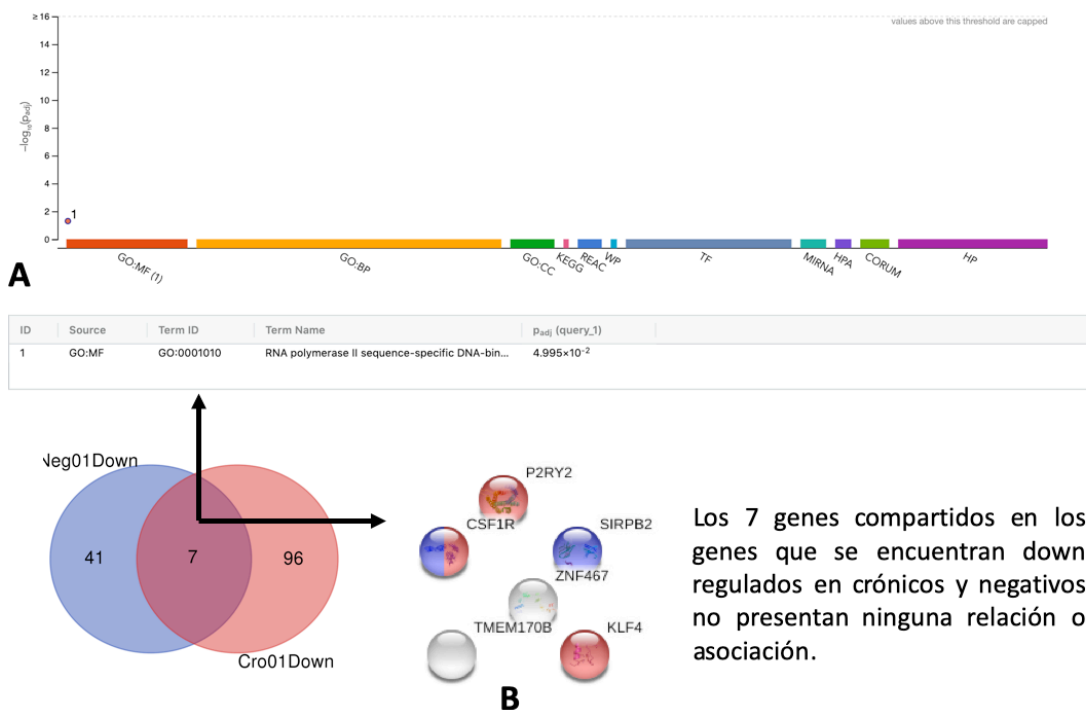 ≥16
values above this threshold are capped
14
12
10
8
6
4
2
0
-log₁₀(padj)
1
GO:MF (1)
GO:BP
GO:CC
KEGG
REAC
WP
TF
MIRNA
HPA
CORUM
HP
A
ID Source Term ID Term Name padj (query_1)
1 GO:MF GO:0001010 RNA polymerase II sequence-specific DNA-bin... 4.995×10⁻²
Neg01Down
41
7
96
Cro01Down
P2RY2
CSF1R
SIRPB2
ZNF467
TMEM170B
KLF4
B
Los 7 genes compartidos en los
genes que se encuentran down
regulados en crónicos y negativos
no presentan ninguna relación o
asociación.